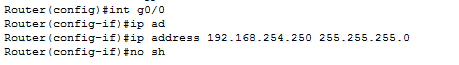 Router(config)#int g0/0
Router(config-if)#ip ad
Router(config-if)#ip address 192.168.254.250 255.255.255.0
Router(config-if)#no sh